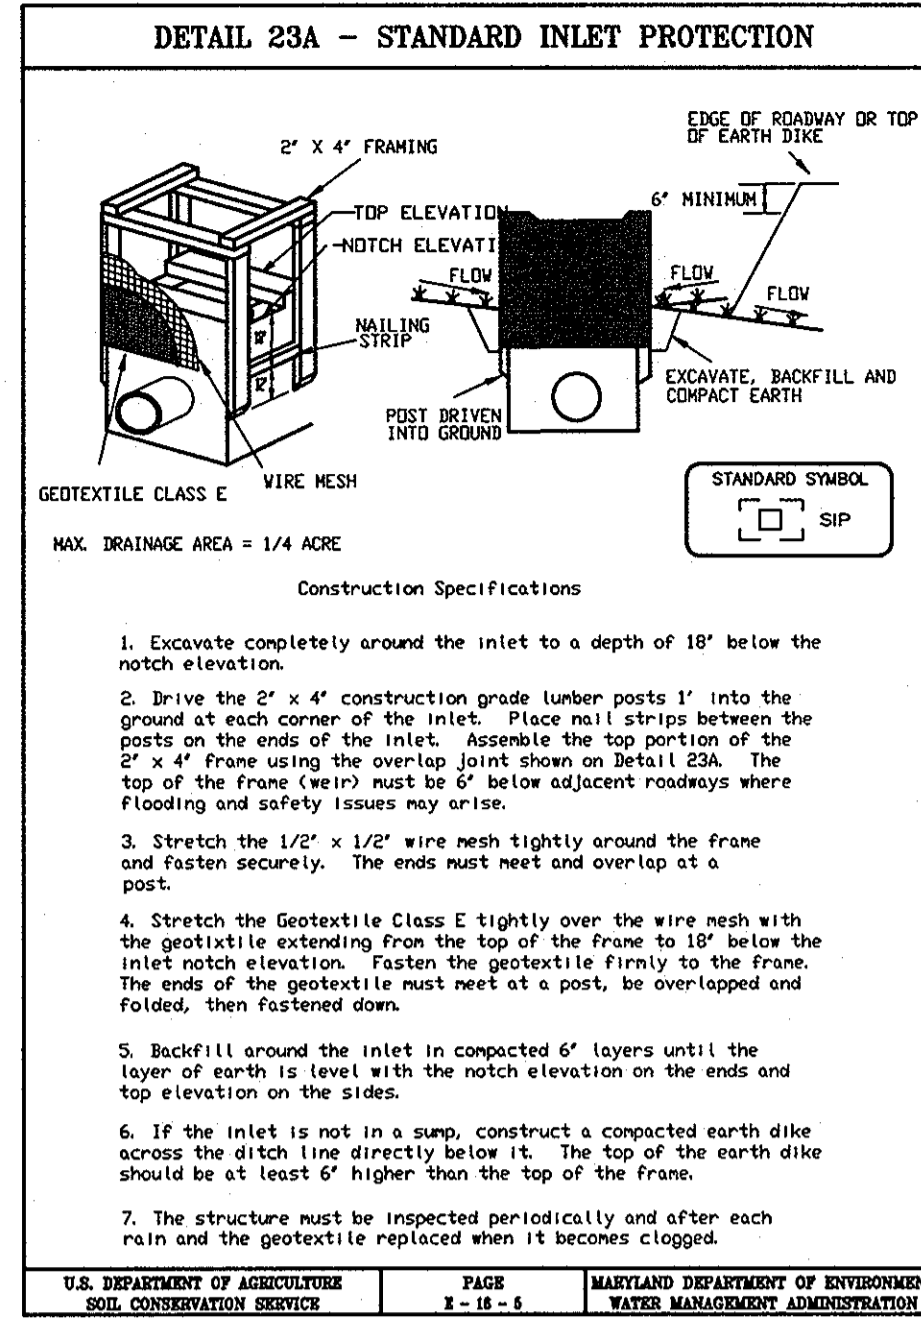 DETAIL 23A - STANDARD INLET PROTECTION
EDGE OF ROADWAY OR TOP
OF EARTH DIKE
2" X 4" FRAMING
6" MINIMUM
TOP ELEVATION
NOTCH ELEVATI
FLOW
FLOW
FLOW
NAILING
STRIP
18"
12"
POST DRIVEN
INTO GROUND
EXCAVATE, BACKFILL AND
COMPACT EARTH
GEOTEXTILE CLASS E
WIRE MESH
STANDARD SYMBOL
SIP
MAX. DRAINAGE AREA = 1/4 ACRE
Construction Specifications
1. Excavate completely around the inlet to a depth of 18" below the
notch elevation.
2. Drive the 2" x 4" construction grade lumber posts 1' into the
ground at each corner of the inlet. Place nail strips between the
posts on the ends of the inlet. Assemble the top portion of the
2" x 4" frame using the overlap joint shown on Detail 23A. The
top of the frame (weir) must be 6" below adjacent roadways where
flooding and safety issues may arise.
3. Stretch the 1/2" x 1/2" wire mesh tightly around the frame
and fasten securely. The ends must meet and overlap at a
post.
4. Stretch the Geotextile Class E tightly over the wire mesh with
the geotixtile extending from the top of the frame to 18" below the
inlet notch elevation. Fasten the geotextile firmly to the frame.
The ends of the geotextile must meet at a post, be overlapped and
folded, then fastened down.
5. Backfill around the inlet in compacted 6" layers until the
layer of earth is level with the notch elevation on the ends and
top elevation on the sides.
6. If the inlet is not in a sump, construct a compacted earth dike
across the ditch line directly below it. The top of the earth dike
should be at least 6" higher than the top of the frame.
7. The structure must be inspected periodically and after each
rain and the geotextile replaced when it becomes clogged.
U.S. DEPARTMENT OF AGRICULTURE
SOIL CONSERVATION SERVICE
PAGE
E - 16 - 5
MARYLAND DEPARTMENT OF ENVIRONMEN
WATER MANAGEMENT ADMINISTRATION